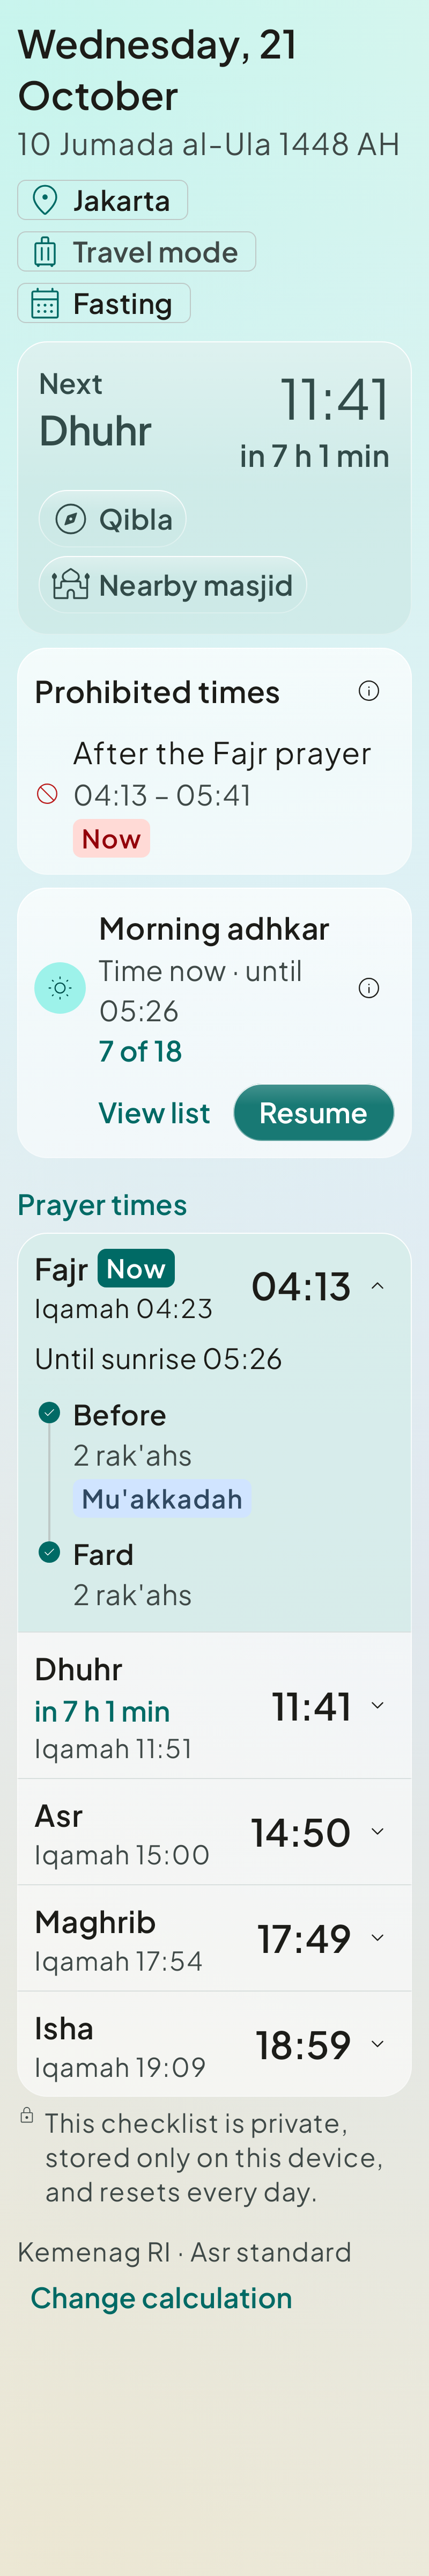 Wednesday, 21
October
10 Jumada al-Ula 1448 AH
Jakarta
Travel mode
Fasting
Next
Dhuhr
11:41
in 7 h 1 min
Qibla
Nearby masjid
Prohibited times
After the Fajr prayer
04:13 – 05:41
Now
Morning adhkar
Time now · until
05:26
7 of 18
View list
Resume
Prayer times
Fajr Now
Iqamah 04:23
04:13
Until sunrise 05:26
Before
2 rak'ahs
Mu'akkadah
Fard
2 rak'ahs
Dhuhr
in 7 h 1 min
Iqamah 11:51
11:41
Asr
Iqamah 15:00
14:50
Maghrib
Iqamah 17:54
17:49
Isha
Iqamah 19:09
18:59
This checklist is private,
stored only on this device,
and resets every day.
Kemenag RI · Asr standard
Change calculation